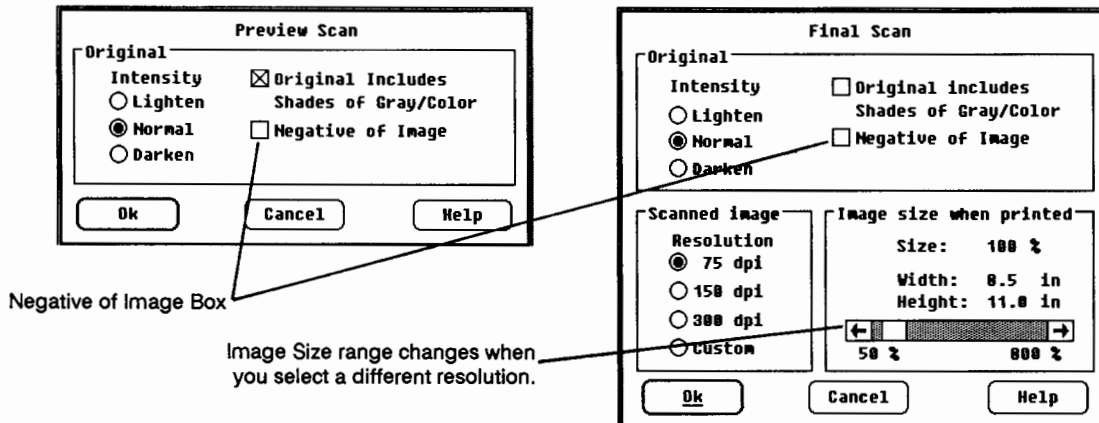 Preview Scan
Original
Intensity
Lighten
Normal
Darken
Original Includes
Shades of Gray/Color
Negative of Image
Ok
Cancel
Help
Negative of Image Box
Image Size range changes when
you select a different resolution.
Final Scan
Original
Intensity
Lighten
Normal
Darken
Original includes
Shades of Gray/Color
Negative of Image
Scanned image
Resolution
75 dpi
150 dpi
300 dpi
Custom
Image size when printed
Size: 100 %
Width: 8.5 in
Height: 11.0 in
50 % 800 %
Ok
Cancel
Help